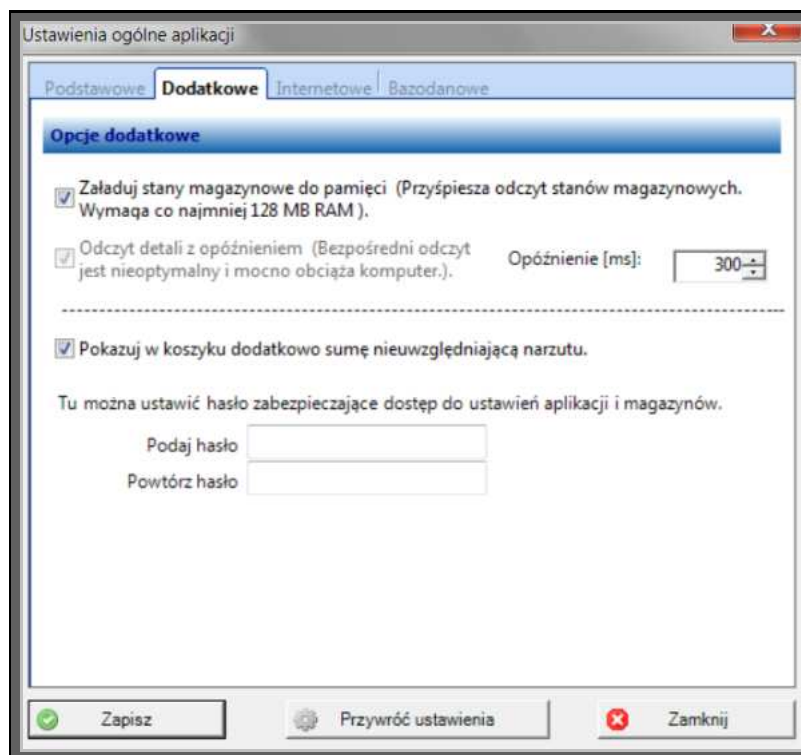 Ustawienia ogólne aplikacji
Podstawowe Dodatkowe Internetowe Bazodanowe
Opcje dodatkowe
Załaduj stany magazynowe do pamięci (Przyśpiesza odczyt stanów magazynowych.
Wymaga co najmniej 128 MB RAM ).
Odczyt detali z opóźnieniem (Bezpośredni odczyt
jest nieoptymalny i mocno obciąża komputer.).
Opóźnienie [ms]: 300
Pokazuj w koszyku dodatkowo sumę nieuwzględniającą narzutu.
Tu można ustawić hasło zabezpieczające dostęp do ustawień aplikacji i magazynów.
Podaj hasło
Powtórz hasło
Zapisz Przywróć ustawienia Zamknij